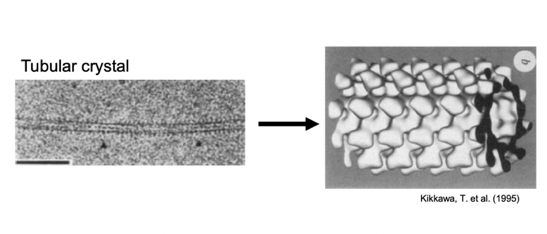 Tubular crystal
b
Kikkawa, T. et al. (1995)